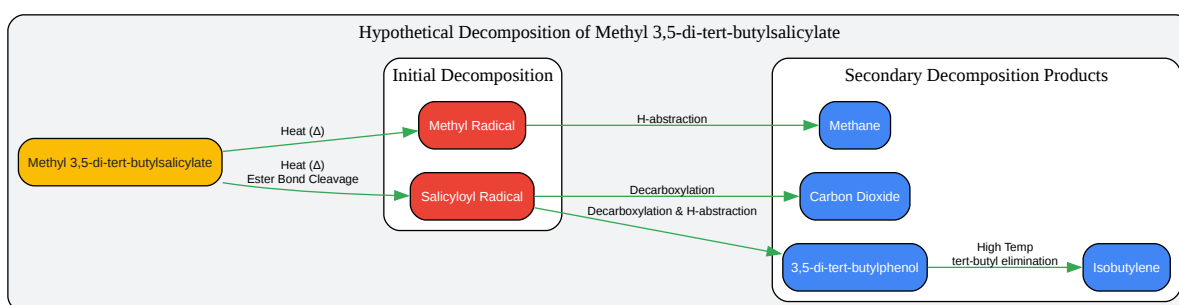 Hypothetical Decomposition of Methyl 3,5-di-tert-butylsalicylate
Initial Decomposition
Secondary Decomposition Products
Methyl 3,5-di-tert-butylsalicylate
Heat (Δ)
Heat (Δ)
Ester Bond Cleavage
Methyl Radical
Salicyloyl Radical
H-abstraction
Decarboxylation
Decarboxylation & H-abstraction
Methane
Carbon Dioxide
3,5-di-tert-butylphenol
High Temp
tert-butyl elimination
Isobutylene